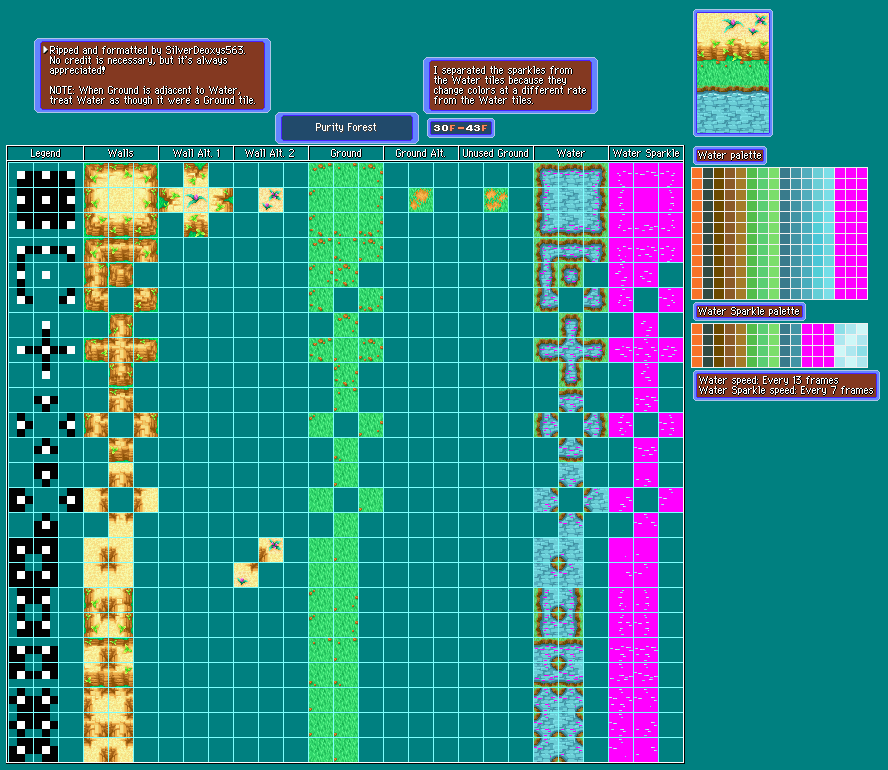 Ripped and formatted by SilverDeoxys563.
No credit is necessary, but it's always
appreciated!
NOTE: When Ground is adjacent to Water,
treat Water as though it were a Ground tile.
I separated the sparkles from
the Water tiles because they
change colors at a different rate
from the Water tiles.
Purity Forest
30F-43F
Legend Walls Wall Alt. 1 Wall Alt. 2 Ground Ground Alt. Unused Ground Water Water Sparkle
Water palette
Water Sparkle palette
Water speed: Every 13 frames
Water Sparkle speed: Every 7 frames